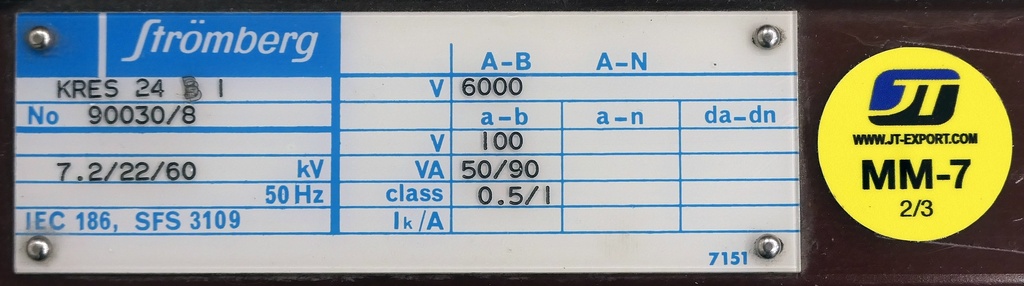 Strömberg
A-B A-N
KRES 24 B I V 6000
No 90030/8 a-b a-n da-dn
V 100
7.2/22/60 kV VA 50/90
50 Hz class 0.5/1
IEC 186, SFS 3109 Ik/A
7151
JT
WWW.JT-EXPORT.COM
MM-7
2/3